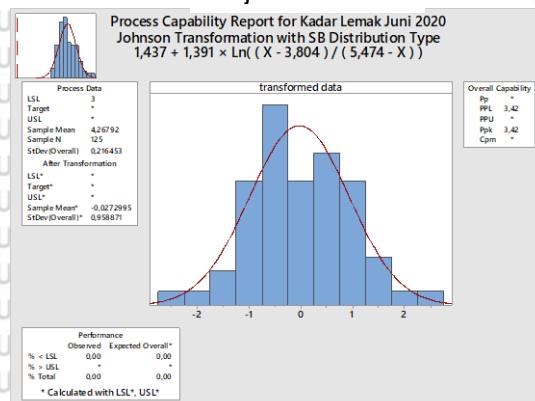 Process Capability Report for Kadar Lemak Juni 2020
Johnson Transformation with SB Distribution Type
1,437 + 1,391 × Ln( ( X - 3,804 ) / ( 5,474 - X ) )
Process Data
LSL 3
Target *
USL *
Sample Mean 4,26792
Sample N 125
StDev(Overall) 0,216453
After Transformation
LSL* *
Target* *
USL* *
Sample Mean* -0,0272995
StDev(Overall)* 0,958871
transformed data
-2 -1 0 1 2
Overall Capability
Pp *
PPL 3,42
PPU *
Ppk 3,42
Cpm *
Performance
Observed Expected Overall*
% < LSL 0,00 0,00
% > USL * *
% Total 0,00 0,00
* Calculated with LSL*, USL*